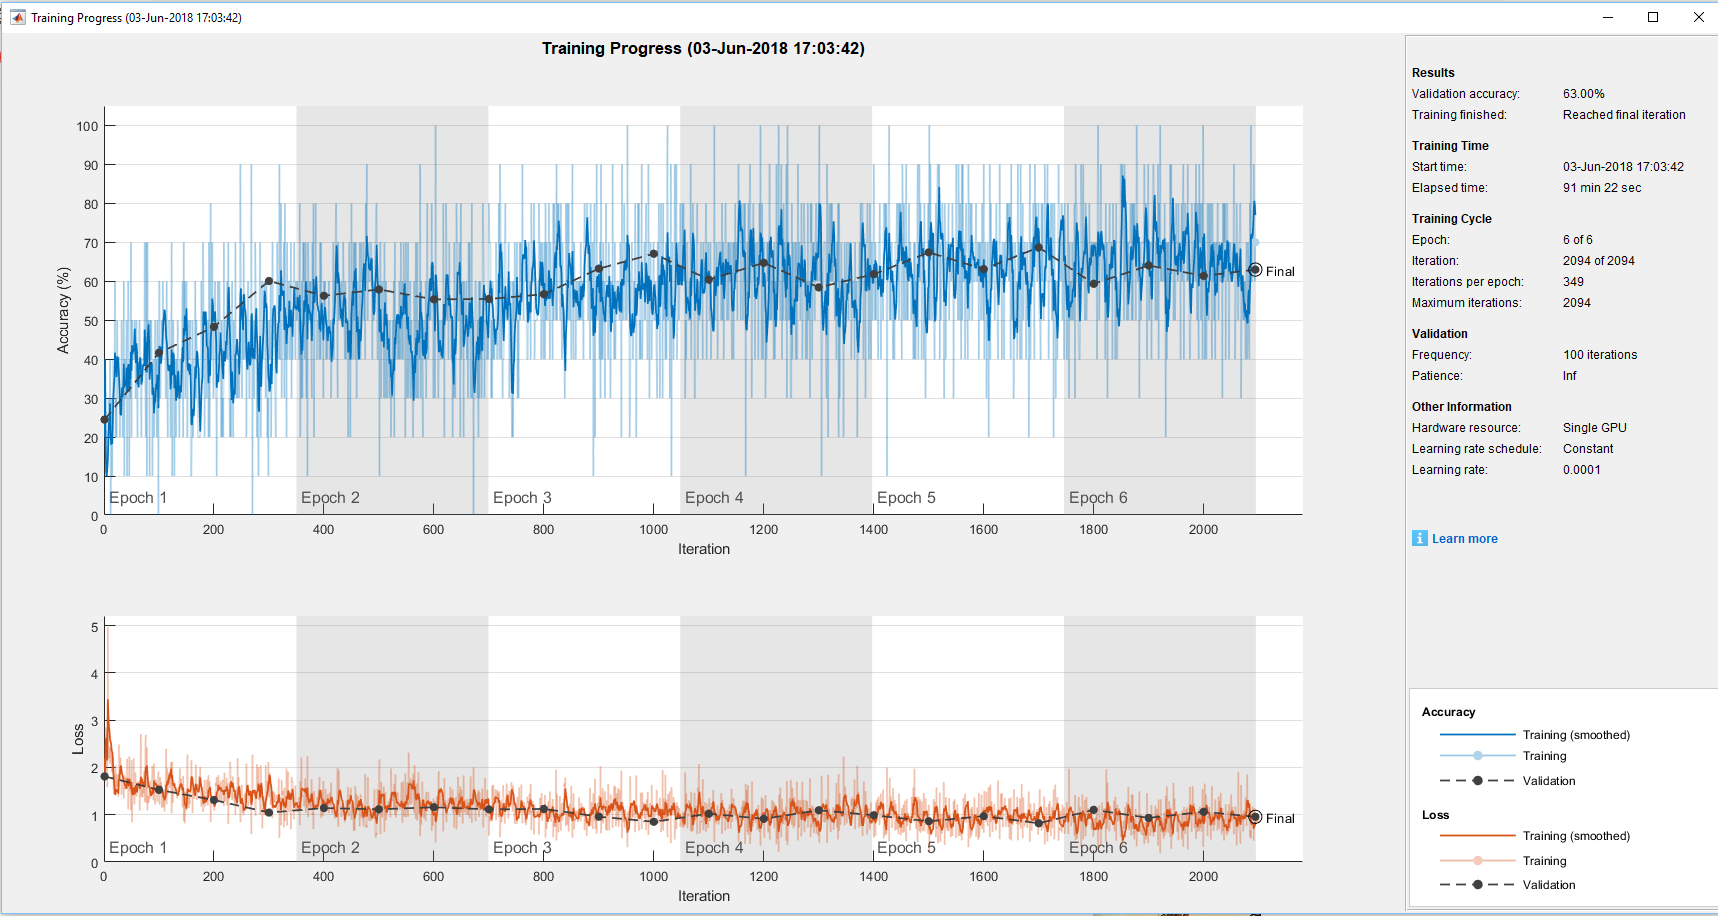 Training Progress (03-Jun-2018 17:03:42)
Training Progress (03-Jun-2018 17:03:42)
100
90
80
70
60
50
40
30
20
10
0
Accuracy (%)
Final
Epoch 1 Epoch 2 Epoch 3 Epoch 4 Epoch 5 Epoch 6
0 200 400 600 800 1000 1200 1400 1600 1800 2000
Iteration
5
4
3
2
1
0
Loss
Final
Epoch 1 Epoch 2 Epoch 3 Epoch 4 Epoch 5 Epoch 6
0 200 400 600 800 1000 1200 1400 1600 1800 2000
Iteration
Results
Validation accuracy: 63.00%
Training finished: Reached final iteration
Training Time
Start time: 03-Jun-2018 17:03:42
Elapsed time: 91 min 22 sec
Training Cycle
Epoch: 6 of 6
Iteration: 2094 of 2094
Iterations per epoch: 349
Maximum iterations: 2094
Validation
Frequency: 100 iterations
Patience: Inf
Other Information
Hardware resource: Single GPU
Learning rate schedule: Constant
Learning rate: 0.0001
i Learn more
Accuracy
Training (smoothed)
Training
Validation
Loss
Training (smoothed)
Training
Validation